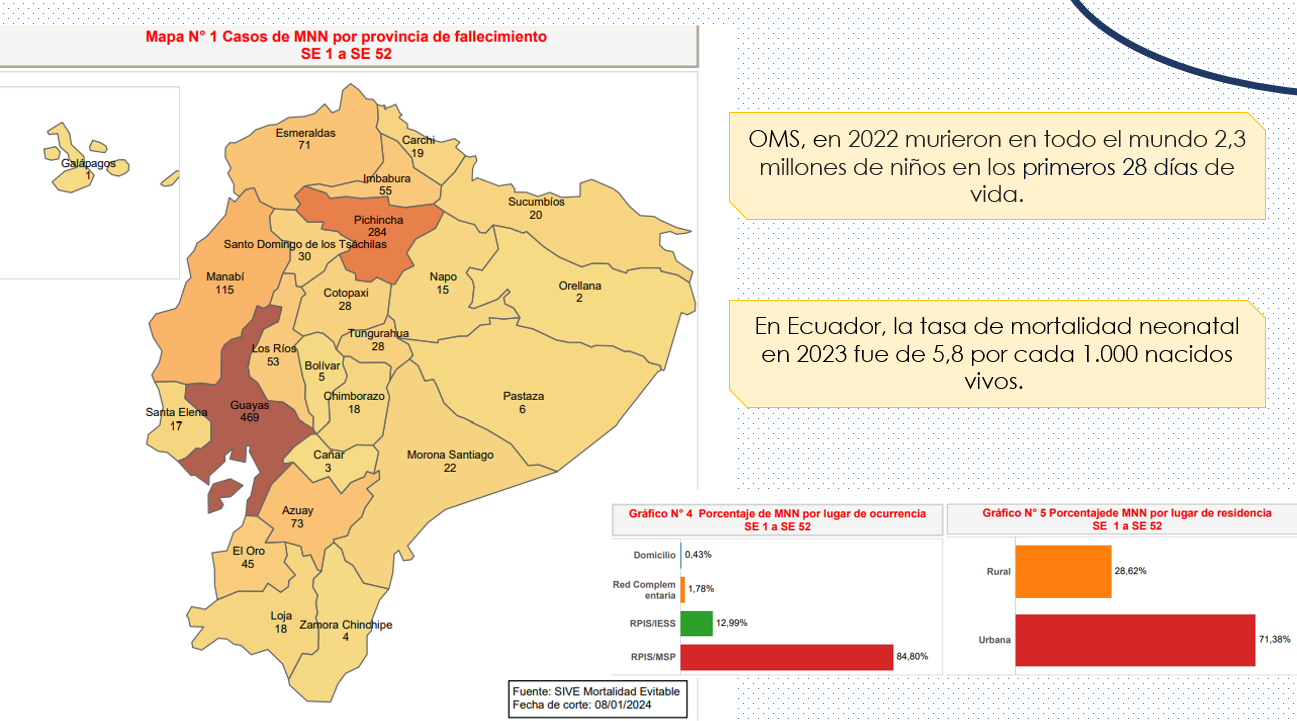 Mapa N° 1 Casos de MNN por provincia de fallecimiento
SE 1 a SE 52
Galápagos
1
Esmeraldas
71
Carchi
19
Imbabura
55
Sucumbíos
20
Pichincha
284
Santo Domingo de los Tsáchilas
30
Manabí
115
Napo
15
Orellana
2
Cotopaxi
28
Tungurahua
28
Los Ríos
53
Bolívar
5
Chimborazo
18
Pastaza
6
Santa Elena
17
Guayas
469
Cañar
3
Morona Santiago
22
Azuay
73
El Oro
45
Loja
18
Zamora Chinchipe
4
Fuente: SIVE Mortalidad Evitable
Fecha de corte: 08/01/2024
OMS, en 2022 murieron en todo el mundo 2,3
millones de niños en los primeros 28 días de
vida.
En Ecuador, la tasa de mortalidad neonatal
en 2023 fue de 5,8 por cada 1.000 nacidos
vivos.
Gráfico N° 4 Porcentaje de MNN por lugar de ocurrencia
SE 1 a SE 52
Domicilio 0,43%
Red Complem
entaria 1,78%
RPIS/IESS 12,99%
RPIS/MSP 84,80%
Gráfico N° 5 Porcentajede MNN por lugar de residencia
SE 1 a SE 52
Rural 28,62%
Urbana 71,38%